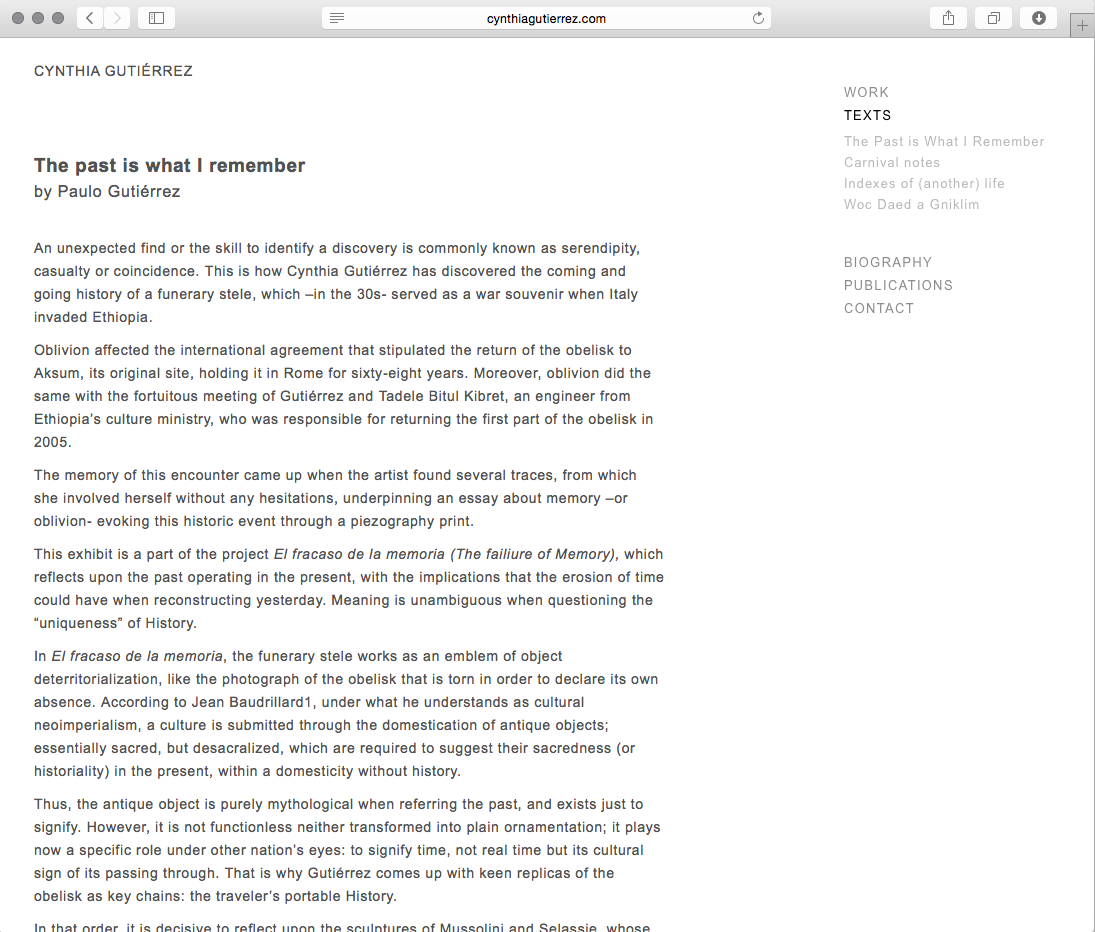 cynthiagutierrez.com
CYNTHIA GUTIÉRREZ
WORK
TEXTS
The Past is What I Remember
Carnival notes
Indexes of (another) life
Woc Daed a Gniklim
BIOGRAPHY
PUBLICATIONS
CONTACT
The past is what I remember
by Paulo Gutiérrez
An unexpected find or the skill to identify a discovery is commonly known as serendipity,
casualty or coincidence. This is how Cynthia Gutiérrez has discovered the coming and
going history of a funerary stele, which –in the 30s- served as a war souvenir when Italy
invaded Ethiopia.
Oblivion affected the international agreement that stipulated the return of the obelisk to
Aksum, its original site, holding it in Rome for sixty-eight years. Moreover, oblivion did the
same with the fortuitous meeting of Gutiérrez and Tadele Bitul Kibret, an engineer from
Ethiopia’s culture ministry, who was responsible for returning the first part of the obelisk in
2005.
The memory of this encounter came up when the artist found several traces, from which
she involved herself without any hesitations, underpinning an essay about memory –or
oblivion- evoking this historic event through a piezography print.
This exhibit is a part of the project El fracaso de la memoria (The failiure of Memory), which
reflects upon the past operating in the present, with the implications that the erosion of time
could have when reconstructing yesterday. Meaning is unambiguous when questioning the
“uniqueness” of History.
In El fracaso de la memoria, the funerary stele works as an emblem of object
deterritorialization, like the photograph of the obelisk that is torn in order to declare its own
absence. According to Jean Baudrillard1, under what he understands as cultural
neoimperialism, a culture is submitted through the domestication of antique objects;
essentially sacred, but desacralized, which are required to suggest their sacredness (or
historiality) in the present, within a domesticity without history.
Thus, the antique object is purely mythological when referring the past, and exists just to
signify. However, it is not functionless neither transformed into plain ornamentation; it plays
now a specific role under other nation’s eyes: to signify time, not real time but its cultural
sign of its passing through. That is why Gutiérrez comes up with keen replicas of the
obelisk as key chains: the traveler’s portable History.
In that order, it is decisive to reflect upon the sculptures of Mussolini and Selassie, whose